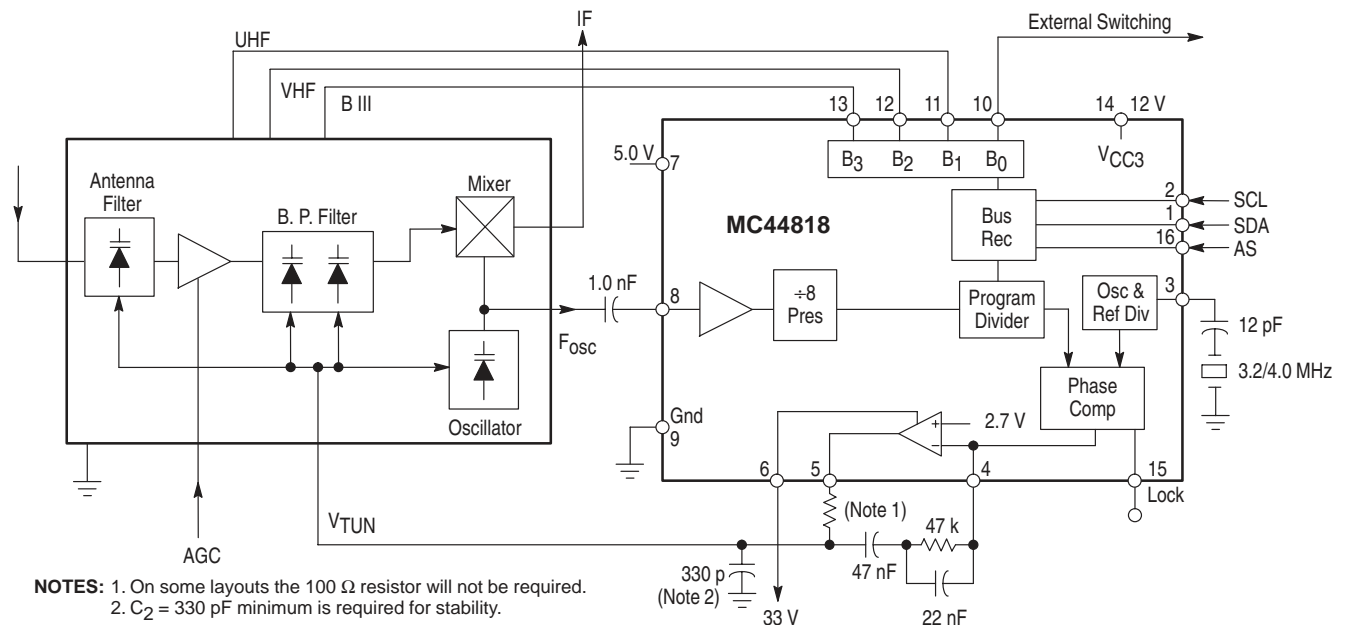 IF
External Switching
UHF
VHF
B III
13
12
11
10
14
12 V
5.0 V
7
B3
B2
B1
B0
VCC3
Antenna
Filter
B. P. Filter
Mixer
MC44818
Bus
Rec
2
SCL
1
SDA
16
AS
1.0 nF
8
÷8
Pres
Program
Divider
Osc &
Ref Div
3
12 pF
3.2/4.0 MHz
Fosc
Phase
Comp
Gnd
9
+
–
2.7 V
Oscillator
6
5
4
15
Lock
VTUN
(Note 1)
47 k
AGC
330 p
(Note 2)
47 nF
33 V
22 nF
NOTES: 1. On some layouts the 100 Ω resistor will not be required.
2. C2 = 330 pF minimum is required for stability.